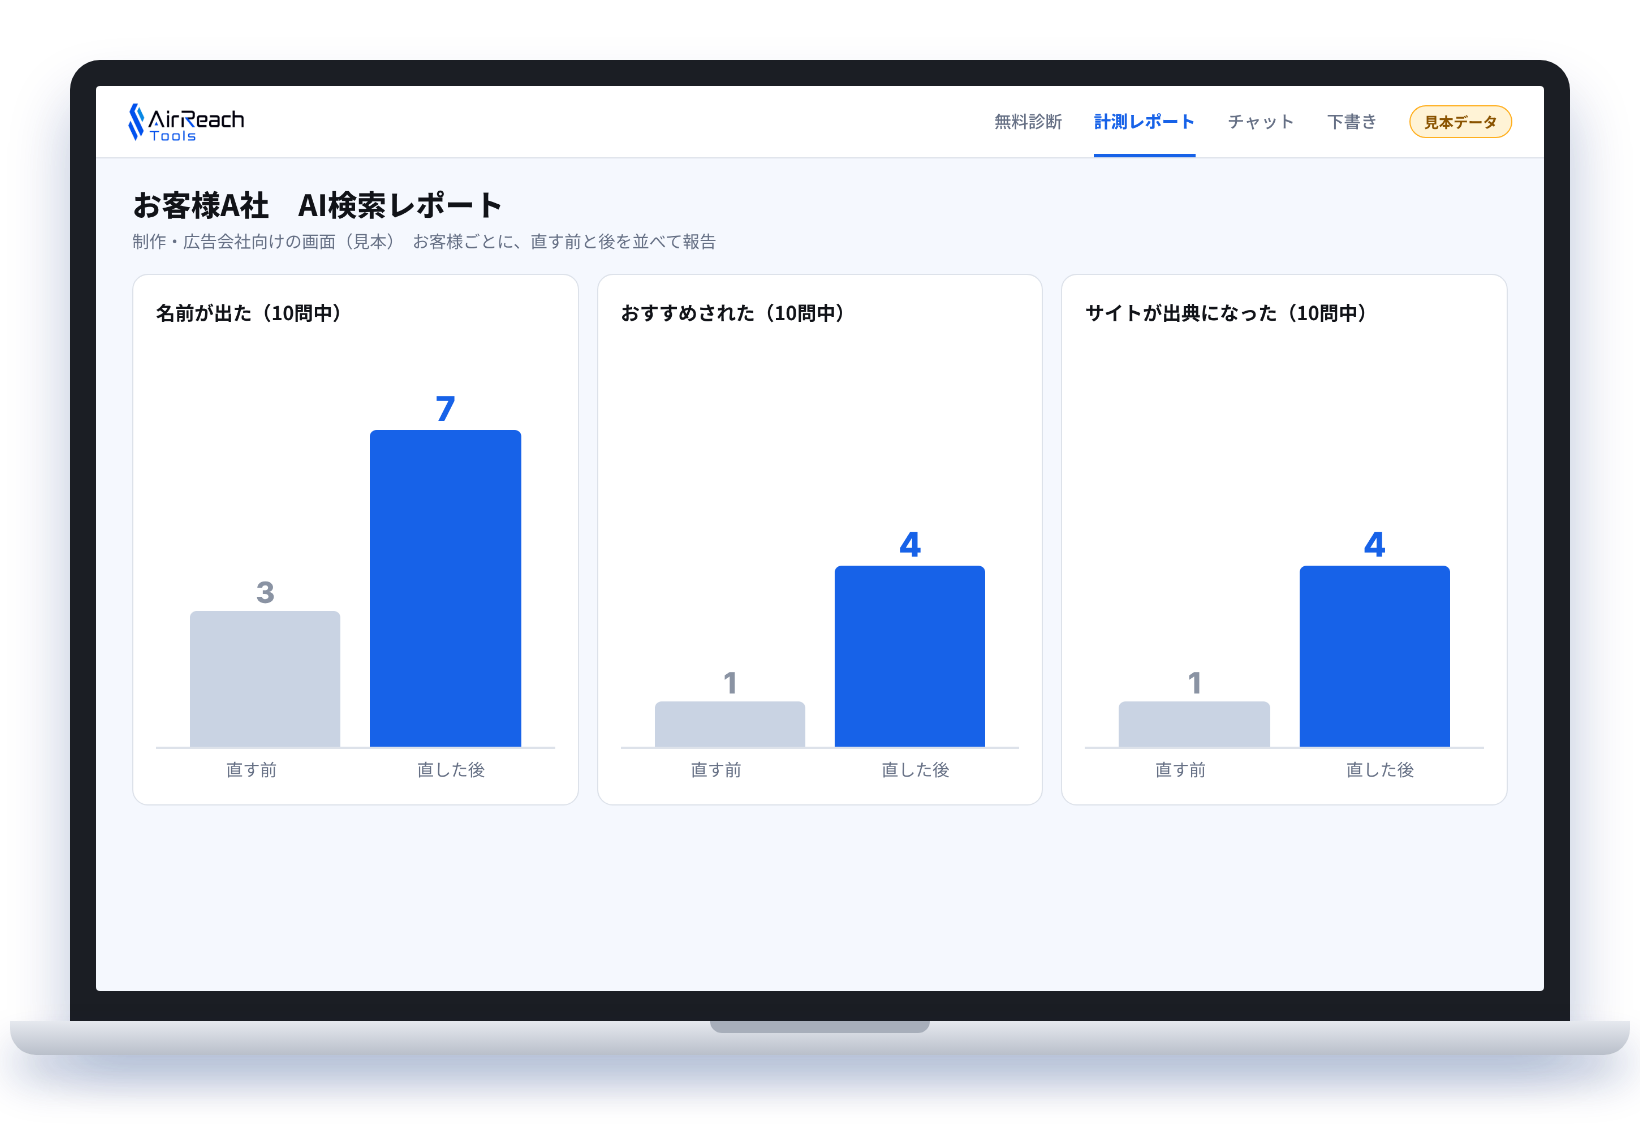 AirReach
Tools
無料診断
計測レポート
チャット
下書き
見本データ
お客様A社　AI検索レポート
制作・広告会社向けの画面（見本）　お客様ごとに、直す前と後を並べて報告
名前が出た（10問中）
7
3
直す前
直した後
おすすめされた（10問中）
4
1
直す前
直した後
サイトが出典になった（10問中）
4
1
直す前
直した後